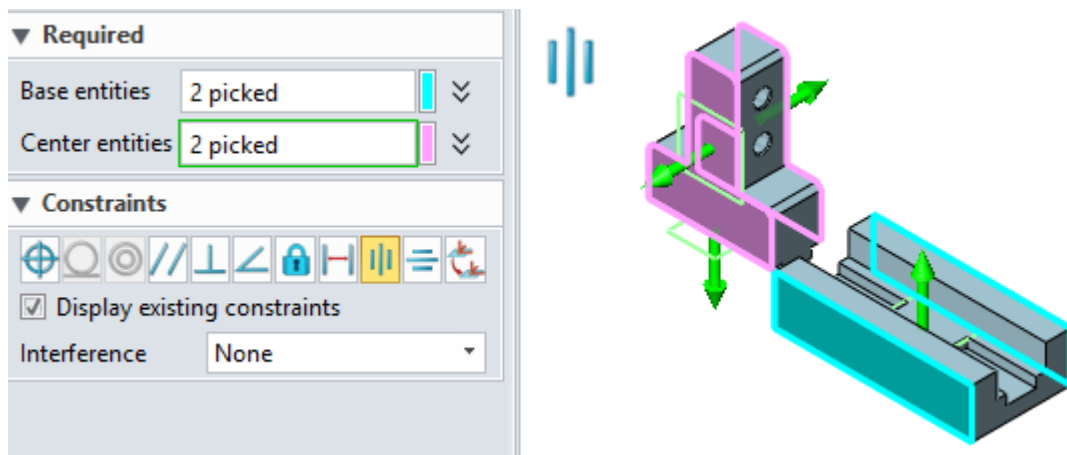 Required
Base entities 2 picked
Center entities 2 picked
Constraints
Display existing constraints
Interference None